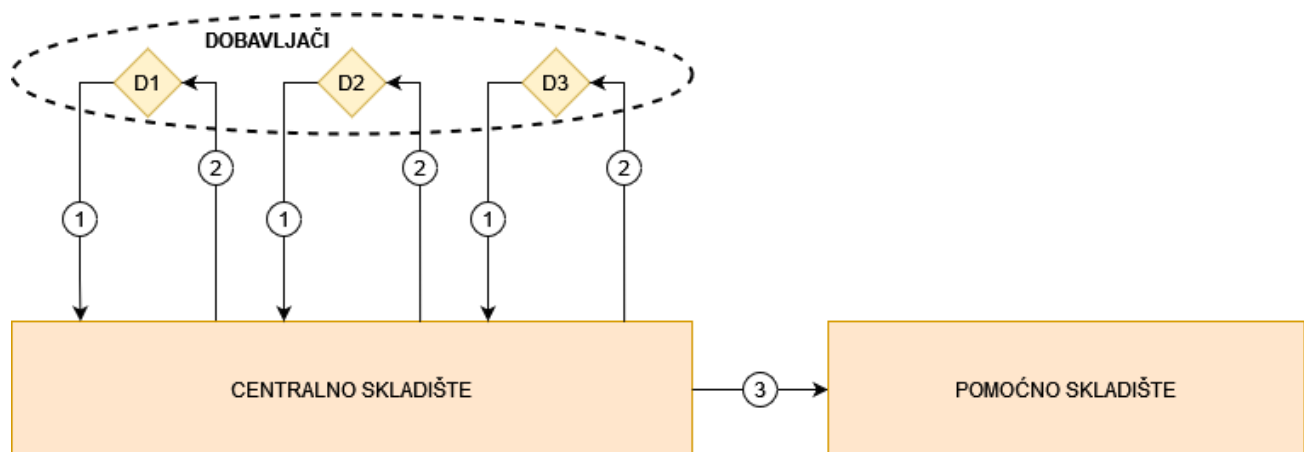 DOBAVLJAČI
D1
D2
D3
2
2
2
1
1
1
CENTRALNO SKLADIŠTE
3
POMOĆNO SKLADIŠTE